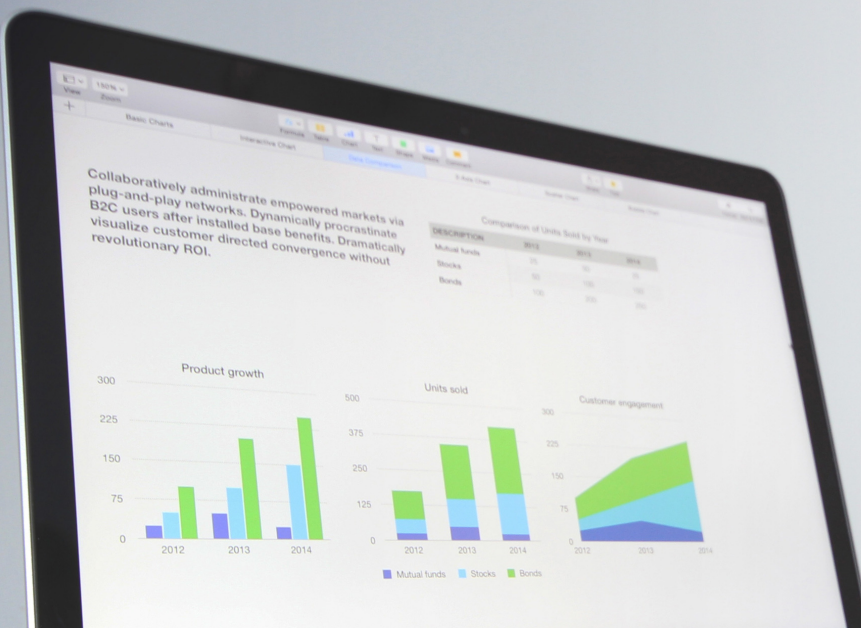 150%
View
Zoom
+
Basic Charts
Interactive Chart
Data Comparison
Collaboratively administrate empowered markets via
plug-and-play networks. Dynamically procrastinate
B2C users after installed base benefits. Dramatically
visualize customer directed convergence without
revolutionary ROI.
Comparison of Units Sold by Year
DESCRIPTION 2012 2013 2014
Mutual funds
Stocks
Bonds
Product growth
300
225
150
75
0
2012 2013 2014
Units sold
500
375
250
125
0
2012 2013 2014
Customer engagement
300
225
150
75
0
2012 2013 2014
Mutual funds Stocks Bonds